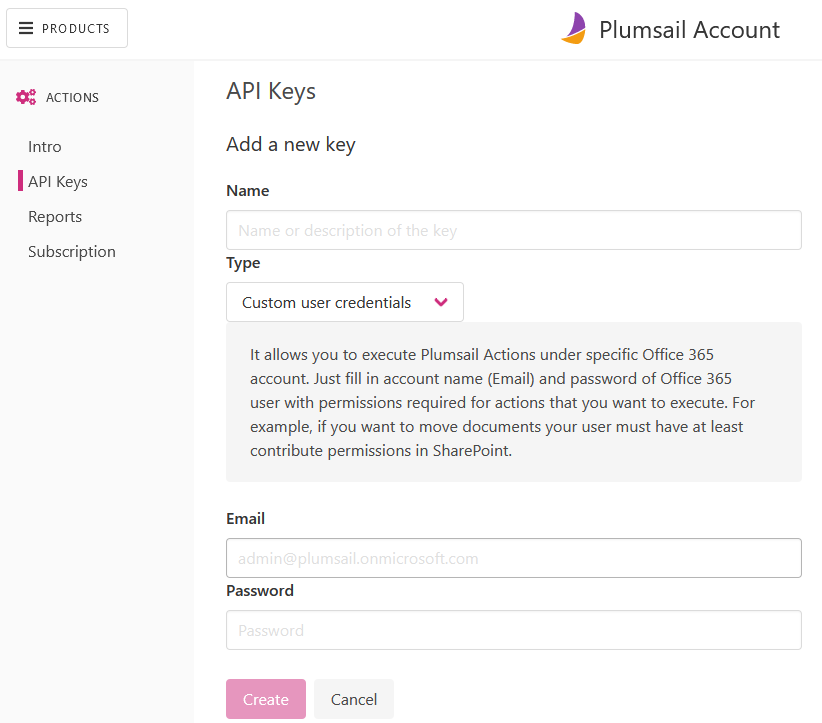 PRODUCTS
Plumsail Account
ACTIONS
Intro
API Keys
Reports
Subscription
API Keys
Add a new key
Name
Name or description of the key
Type
Custom user credentials
It allows you to execute Plumsail Actions under specific Office 365
account. Just fill in account name (Email) and password of Office 365
user with permissions required for actions that you want to execute. For
example, if you want to move documents your user must have at least
contribute permissions in SharePoint.
Email
admin@plumsail.onmicrosoft.com
Password
Password
Create
Cancel